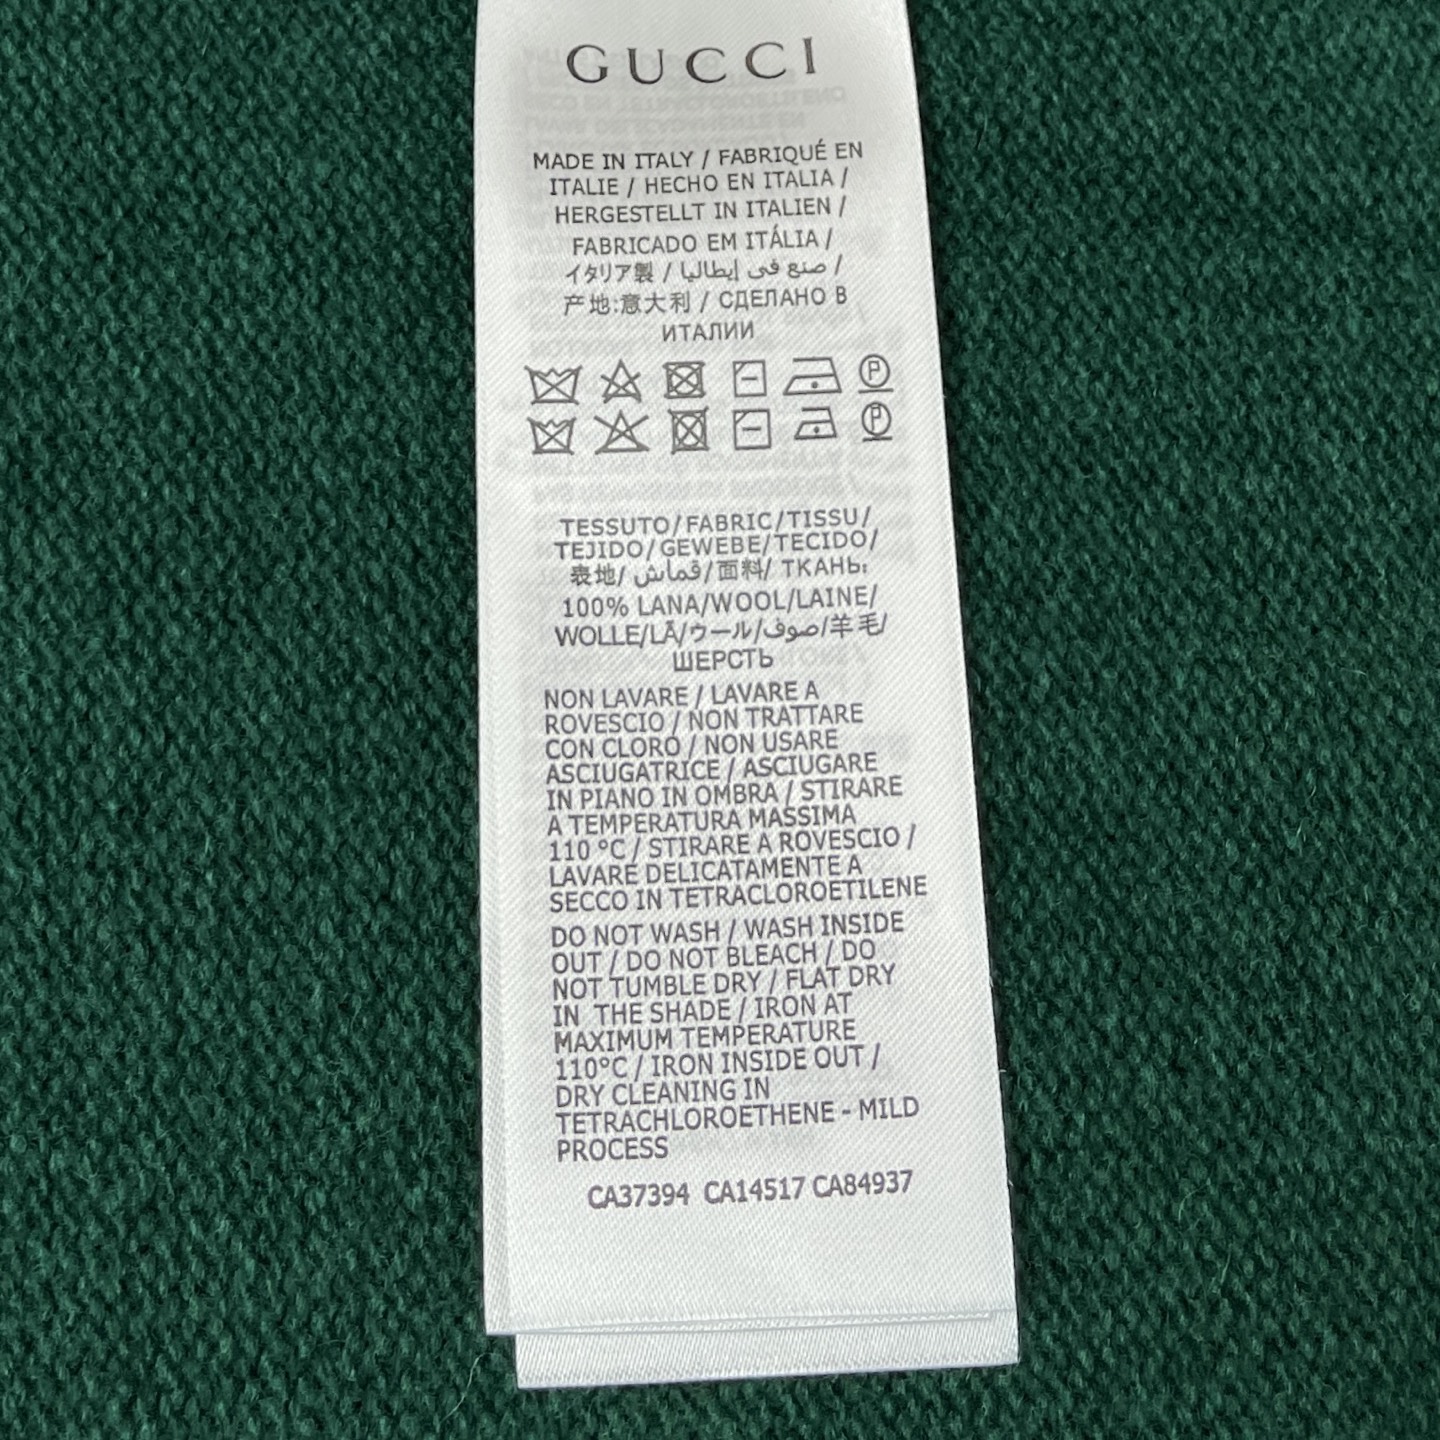 GUCCI
MADE IN ITALY / FABRIQUÉ EN
ITALIE / HECHO EN ITALIA /
HERGESTELLT IN ITALIEN /
FABRICADO EM ITÁLIA /
イタリア製 / صنع في إيطاليا /
产地:意大利 / СДЕЛАНО В
ИТАЛИИ
P
P
TESSUTO/FABRIC/TISSU/
TEJIDO/GEWEBE/TECIDO/
表地/ قماش/面料/ ТКАНЬ:
100% LANA/WOOL/LAINE/
WOLLE/LÃ/ウール/صوف/羊毛/
ШЕРСТЬ
NON LAVARE / LAVARE A
ROVESCIO / NON TRATTARE
CON CLORO / NON USARE
ASCIUGATRICE / ASCIUGARE
IN PIANO IN OMBRA / STIRARE
A TEMPERATURA MASSIMA
110 °C / STIRARE A ROVESCIO /
LAVARE DELICATAMENTE A
SECCO IN TETRACLOROETILENE
DO NOT WASH / WASH INSIDE
OUT / DO NOT BLEACH / DO
NOT TUMBLE DRY / FLAT DRY
IN THE SHADE / IRON AT
MAXIMUM TEMPERATURE
110°C / IRON INSIDE OUT /
DRY CLEANING IN
TETRACHLOROETHENE - MILD
PROCESS
CA37394 CA14517 CA84937